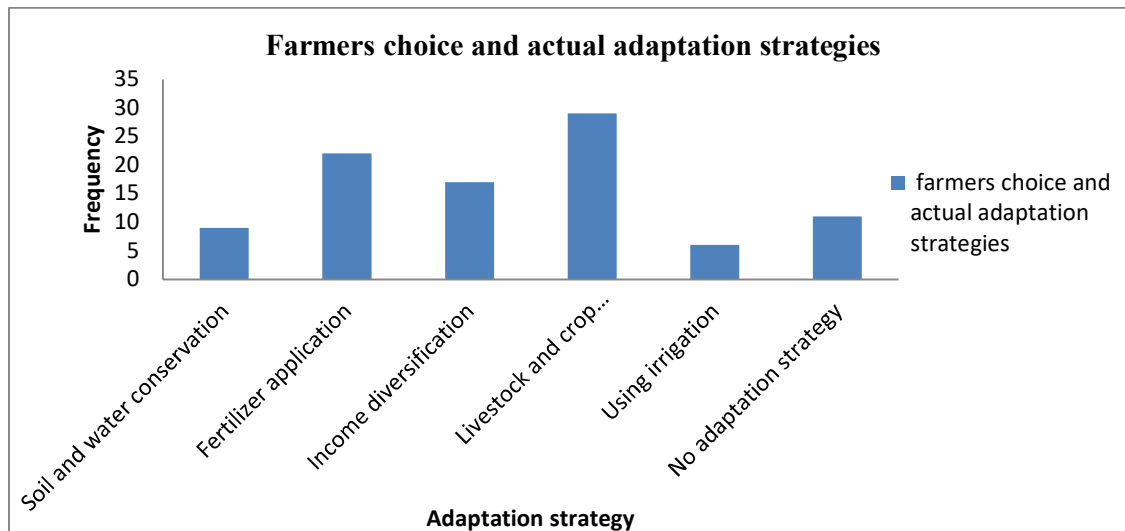 Farmers choice and actual adaptation strategies
35
30
25
20
15
10
5
0
Frequency
Soil and water conservation
Fertilizer application
Income diversification
Livestock and crop...
Using irrigation
No adaptation strategy
Adaptation strategy
farmers choice and
actual adaptation
strategies